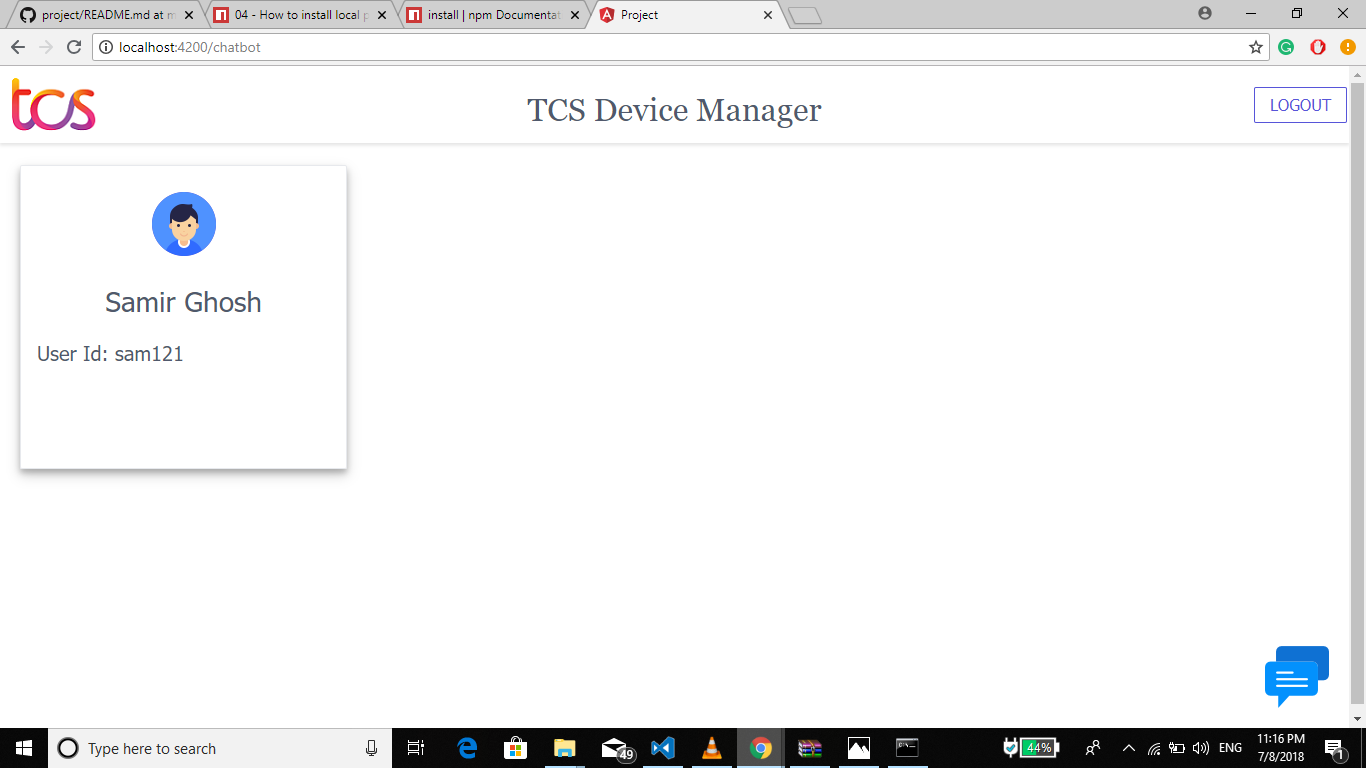 project/README.md at m
04 - How to install local p
install | npm Documentat
Project
localhost:4200/chatbot
tcs
TCS Device Manager
LOGOUT
Samir Ghosh
User Id: sam121
Type here to search
49
44%
ENG
11:16 PM
7/8/2018
1